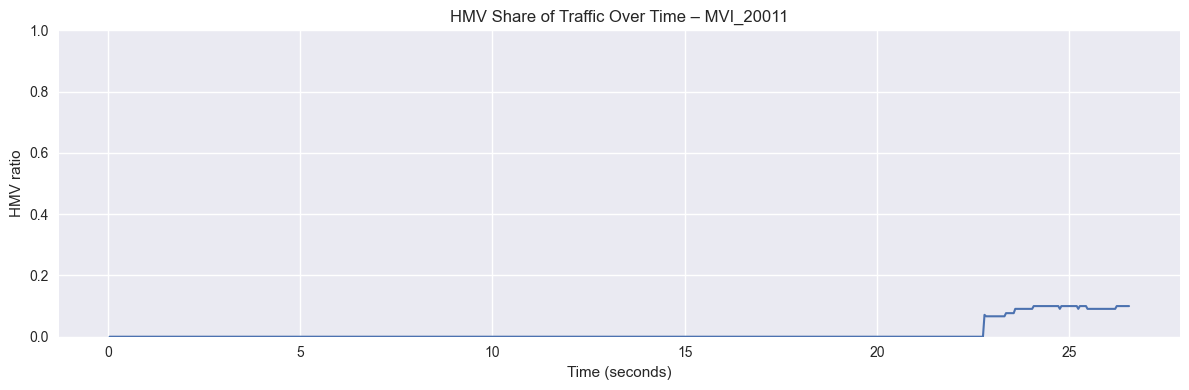 HMV Share of Traffic Over Time – MVI_20011
1.0
0.8
0.6
0.4
0.2
0.0
HMV ratio
0 5 10 15 20 25
Time (seconds)